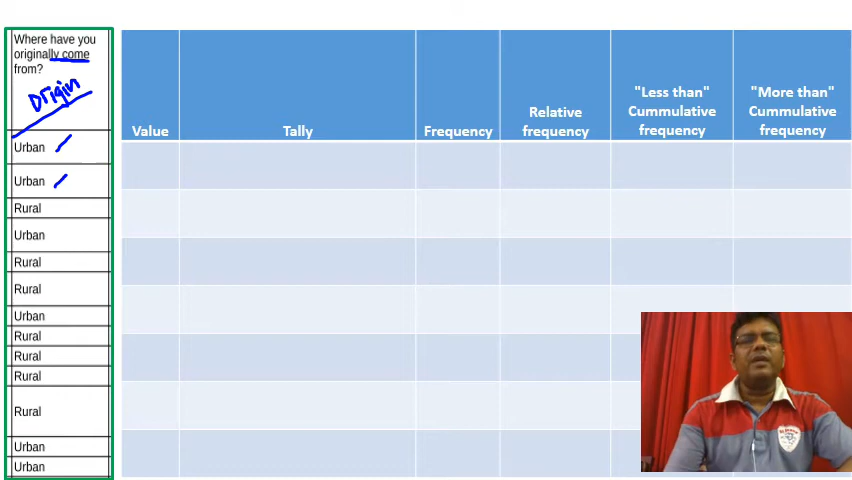 Where have you
originally come
from?
Origin
Urban
Urban
Rural
Urban
Rural
Rural
Urban
Rural
Rural
Rural
Rural
Urban
Urban
Value
Tally
Frequency
Relative
frequency
"Less than"
Cummulative
frequency
"More than"
Cummulative
frequency